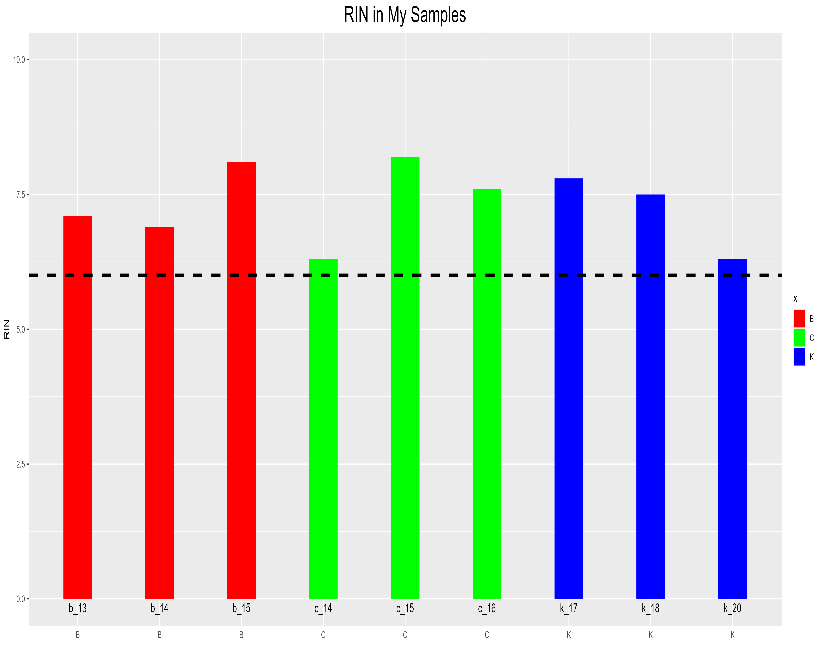 RIN in My Samples
10.0
7.5
5.0
2.5
0.0
RIN
b_13 b_14 b_15 c_14 c_15 c_16 k_17 k_18 k_20
B B B C C C K K K
x
B
C
K